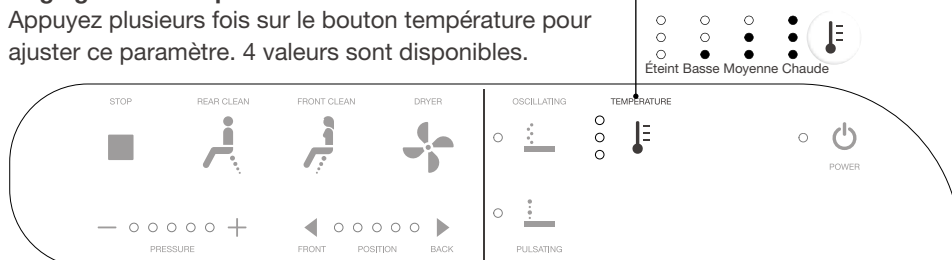 Appuyez plusieurs fois sur le bouton température pour
ajuster ce paramètre. 4 valeurs sont disponibles.
Éteint Basse Moyenne Chaude
STOP REAR CLEAN FRONT CLEAN DRYER OSCILLATING TEMPERATURE
POWER
PRESSURE FRONT POSITION BACK PULSATING